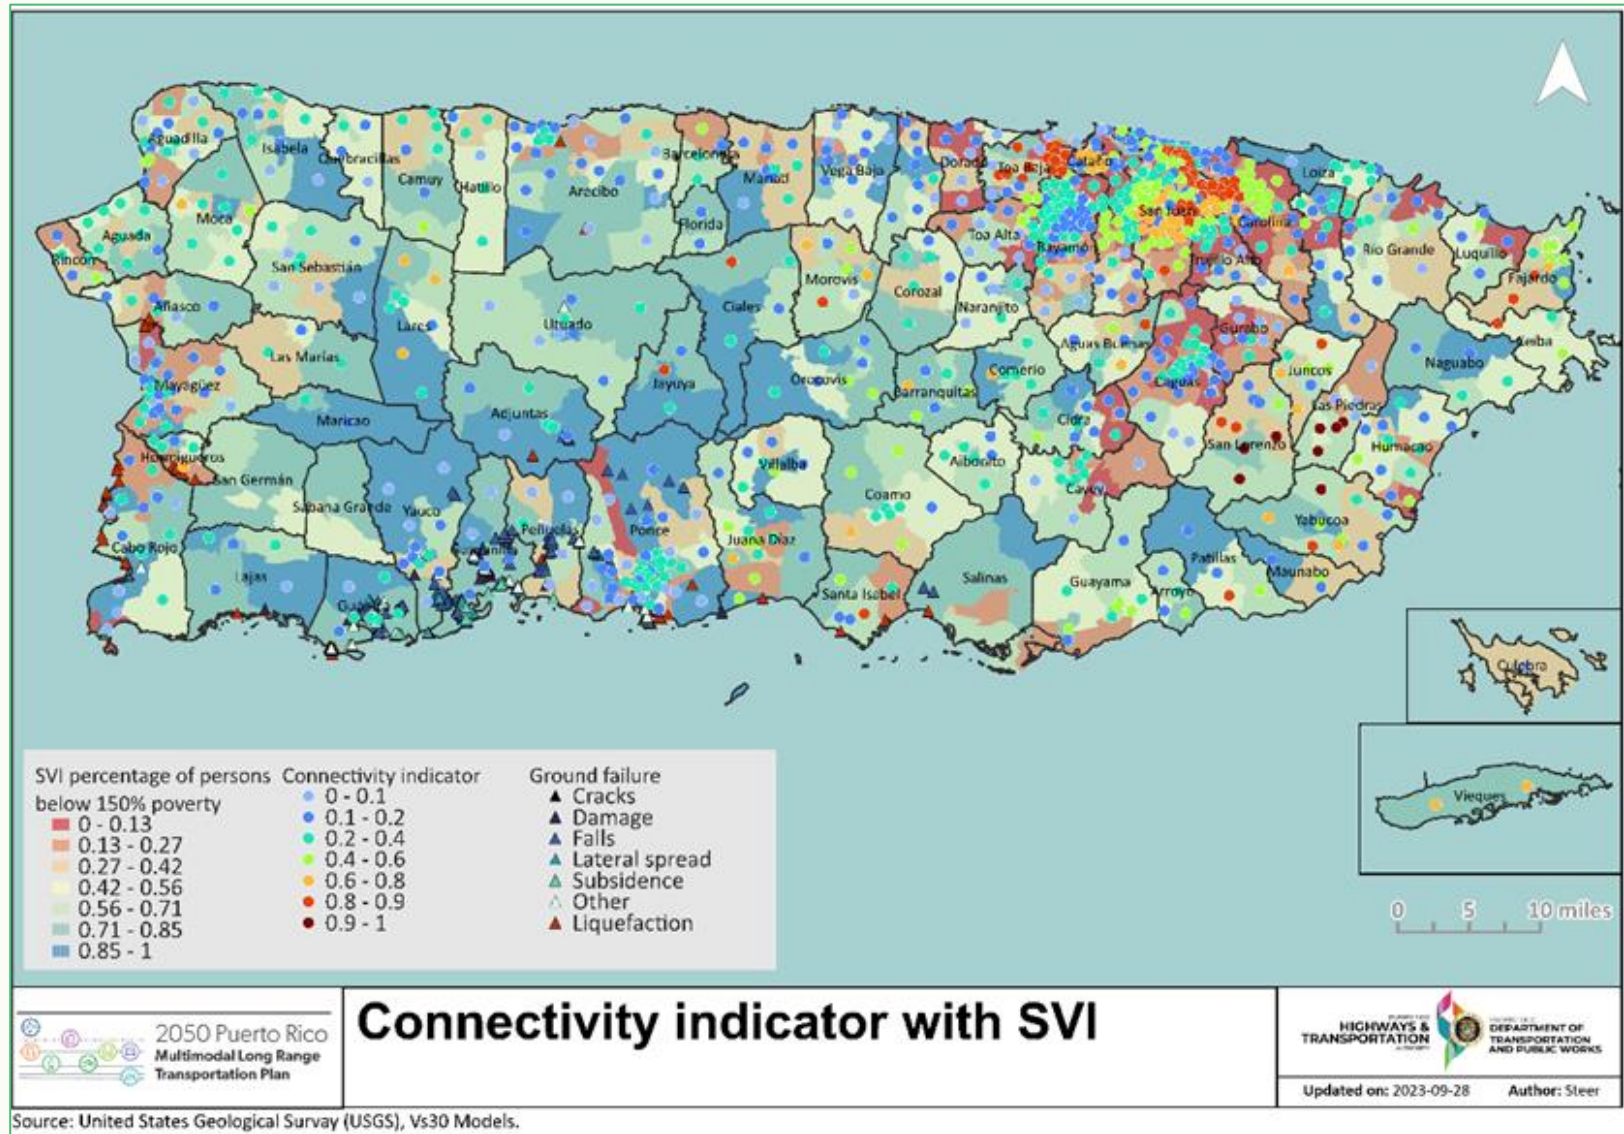 Aguadilla
Isabela
Quebradillas
Camuy
Hatillo
Arecibo
Barceloneta
Manatí
Vega Baja
Dorado
Toa Baja
Cataño
San Juan
Loiza
Carolina
Moca
Aguada
Rincón
Florida
Toa Alta
Bayamón
Trujillo Alto
Río Grande
Luquillo
Fajardo
San Sebastián
Morovis
Corozal
Naranjito
Añasco
Lares
Utuado
Ciales
Aguas Buenas
Gurabo
Ceiba
Las Marías
Mayagüez
Jayuya
Orocovis
Barranquitas
Comerío
Caguas
Juncos
Naguabo
Las Piedras
Maricao
Adjuntas
Cidra
San Lorenzo
Humacao
Hormigueros
San Germán
Villalba
Aibonito
Cayey
Sabana Grande
Yauco
Peñuelas
Ponce
Coamo
Yabucoa
Cabo Rojo
Lajas
Juana Díaz
Salinas
Guayama
Patillas
Maunabo
Santa Isabel
Arroyo
Culebra
Vieques
SVI percentage of persons
below 150% poverty
0 - 0.13
0.13 - 0.27
0.27 - 0.42
0.42 - 0.56
0.56 - 0.71
0.71 - 0.85
0.85 - 1
Connectivity indicator
0 - 0.1
0.1 - 0.2
0.2 - 0.4
0.4 - 0.6
0.6 - 0.8
0.8 - 0.9
0.9 - 1
Ground failure
Cracks
Damage
Falls
Lateral spread
Subsidence
Other
Liquefaction
0 5 10 miles
2050 Puerto Rico
Multimodal Long Range
Transportation Plan
Connectivity indicator with SVI
HIGHWAYS &
TRANSPORTATION
DEPARTMENT OF
TRANSPORTATION
AND PUBLIC WORKS
Updated on: 2023-09-28 Author: Steer
Source: United States Geological Survay (USGS), Vs30 Models.